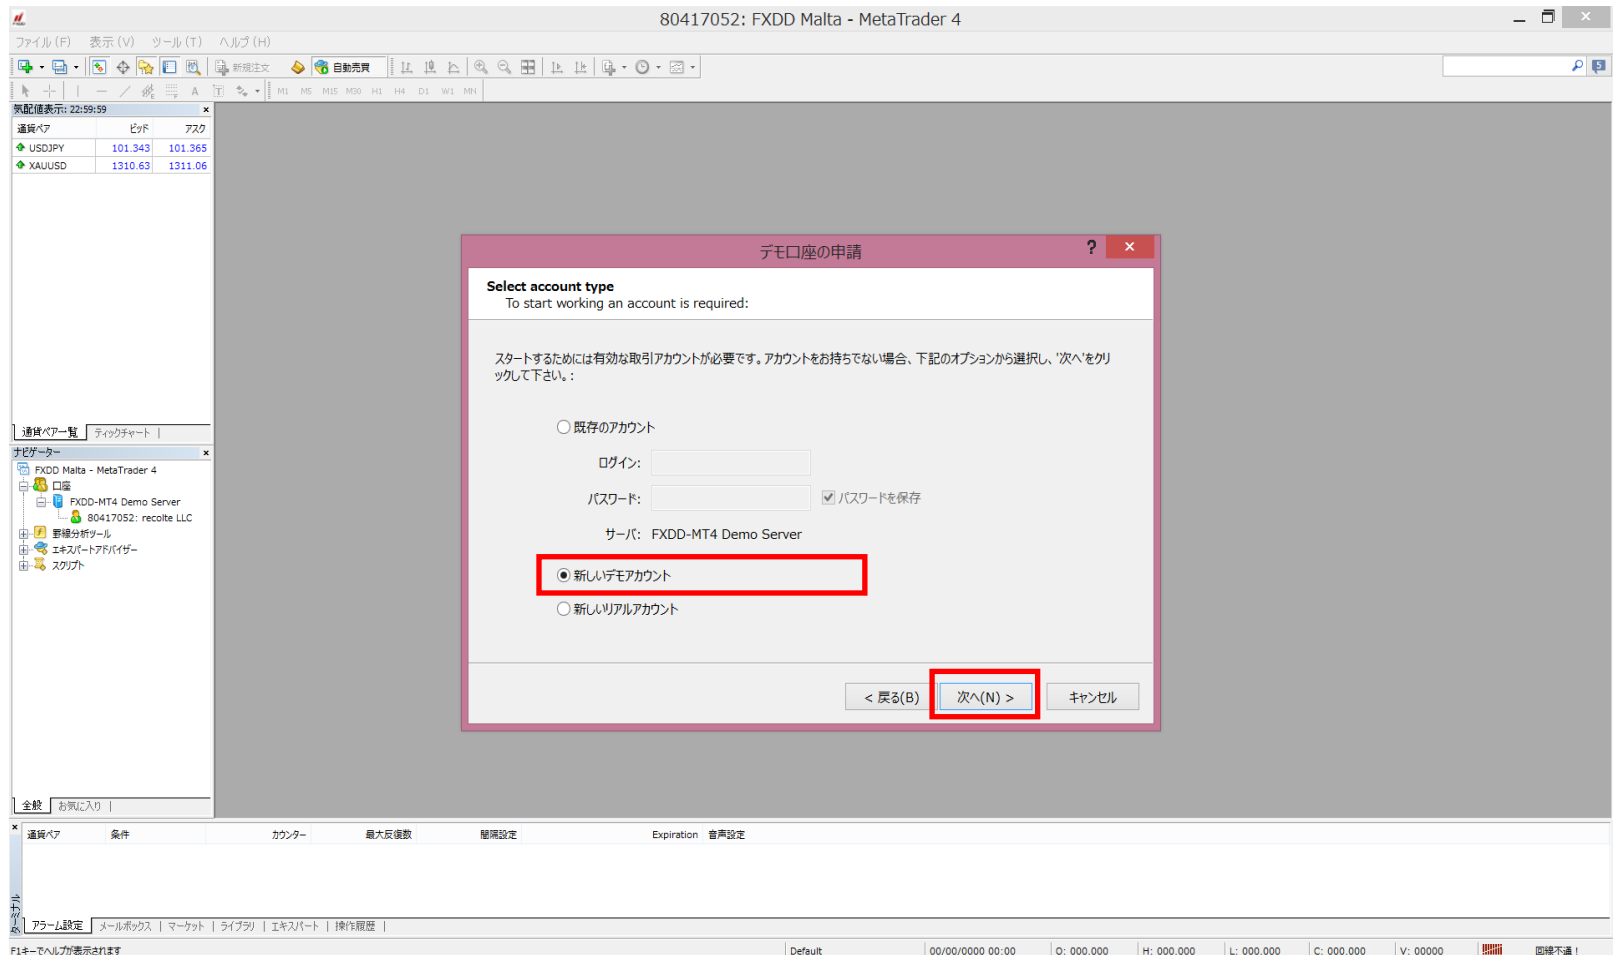 80417052: FXDD Malta - MetaTrader 4
ファイル(F) 表示(V) ツール(T) ヘルプ(H)
新規注文 自動売買
5
A T M1 M5 M15 M30 H1 H4 D1 W1 MN
気配値表示: 22:59:59
通貨ペア ビッド アスク
USDJPY 101.343 101.365
XAUUSD 1310.63 1311.06
通貨ペア一覧 ティックチャート
ナビゲーター
FXDD Malta - MetaTrader 4
口座
FXDD-MT4 Demo Server
80417052: recolte LLC
罫線分析ツール
エキスパートアドバイザー
スクリプト
全般 お気に入り
デモ口座の申請 ?
Select account type
To start working an account is required:
スタートするためには有効な取引アカウントが必要です。アカウントをお持ちでない場合、下記のオプションから選択し、'次へ'をクリ
ックして下さい。:
既存のアカウント
ログイン:
パスワード: パスワードを保存
サーバ: FXDD-MT4 Demo Server
新しいデモアカウント
新しいリアルアカウント
< 戻る(B) 次へ(N) > キャンセル
通貨ペア 条件 カウンター 最大反復数 間隔設定 Expiration 音声設定
ターミナル
アラーム設定 メールボックス マーケット ライブラリ エキスパート 操作履歴
F1キーでヘルプが表示されます Default 00/00/0000 00:00 O: 000.000 H: 000.000 L: 000.000 C: 000.000 V: 00000 回線不通!